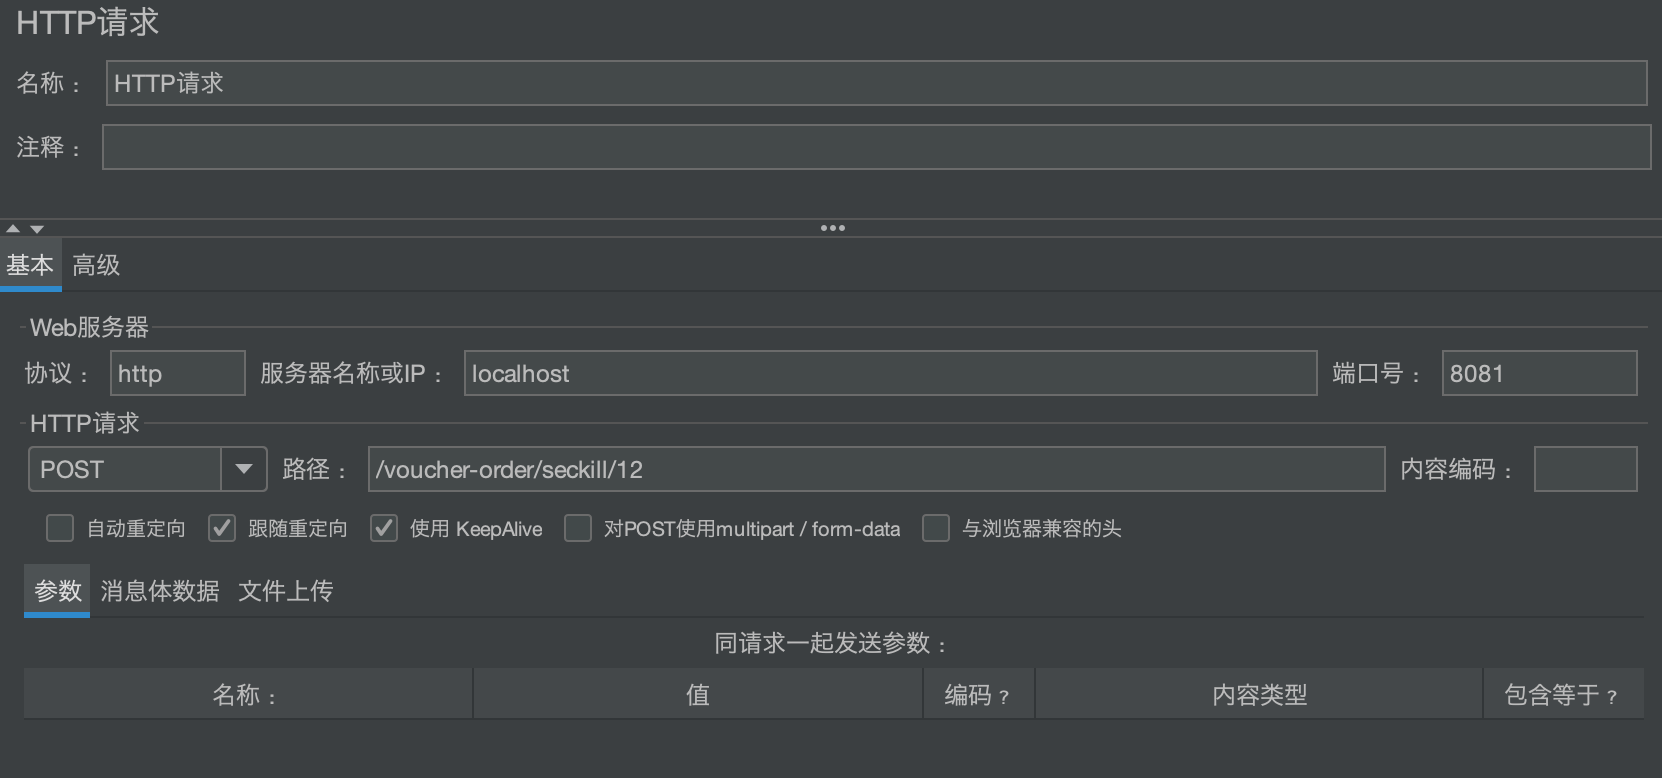 HTTP请求
名称： HTTP请求
注释：
基本 高级
Web服务器
协议： http 服务器名称或IP： localhost 端口号： 8081
HTTP请求
POST 路径： /voucher-order/seckill/12 内容编码：
自动重定向 跟随重定向 使用 KeepAlive 对POST使用multipart / form-data 与浏览器兼容的头
参数 消息体数据 文件上传
同请求一起发送参数：
名称： 值 编码？ 内容类型 包含等于？